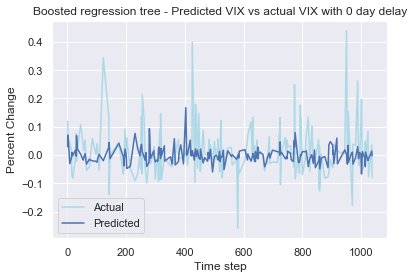 Boosted regression tree - Predicted VIX vs actual VIX with 0 day delay
Percent Change
0.4
0.3
0.2
0.1
0.0
−0.1
−0.2
Actual
Predicted
0
200
400
600
800
1000
Time step